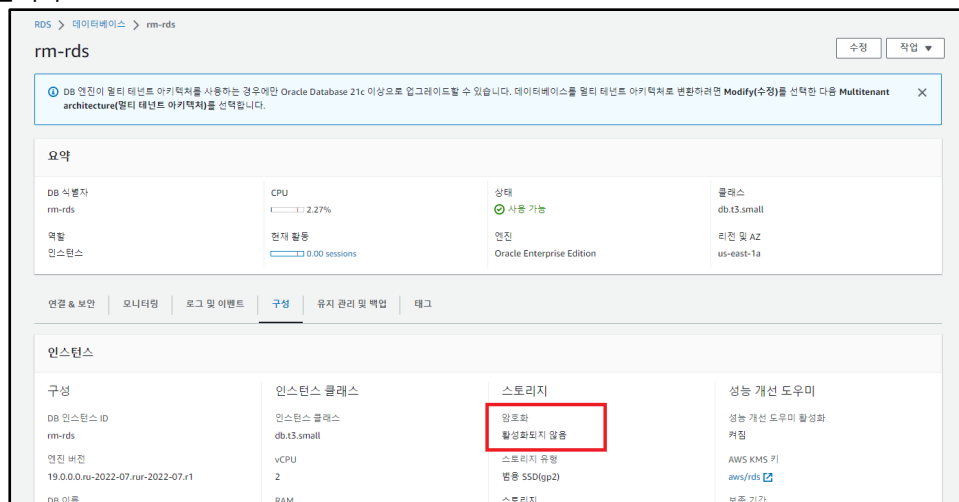 RDS > 데이터베이스 > rm-rds
rm-rds
수정
작업 ▼
DB 엔진이 멀티 테넌트 아키텍처를 사용하는 경우에만 Oracle Database 21c 이상으로 업그레이드할 수 있습니다. 데이터베이스를 멀티 테넌트 아키텍처로 변환하려면 Modify(수정)를 선택한 다음 Multitenant
architecture(멀티 테넌트 아키텍처)를 선택합니다.
요약
DB 식별자
rm-rds
CPU
2.27%
상태
사용 가능
클래스
db.t3.small
역할
인스턴스
현재 활동
0.00 sessions
엔진
Oracle Enterprise Edition
리전 및 AZ
us-east-1a
연결 & 보안
모니터링
로그 및 이벤트
구성
유지 관리 및 백업
태그
인스턴스
구성
DB 인스턴스 ID
rm-rds
엔진 버전
19.0.0.0.ru-2022-07.rur-2022-07.r1
DB 이름
인스턴스 클래스
인스턴스 클래스
db.t3.small
vCPU
2
RAM
스토리지
암호화
활성화되지 않음
스토리지 유형
범용 SSD(gp2)
스토리지
성능 개선 도우미
성능 개선 도우미 활성화
켜짐
AWS KMS 키
aws/rds
보존 기간